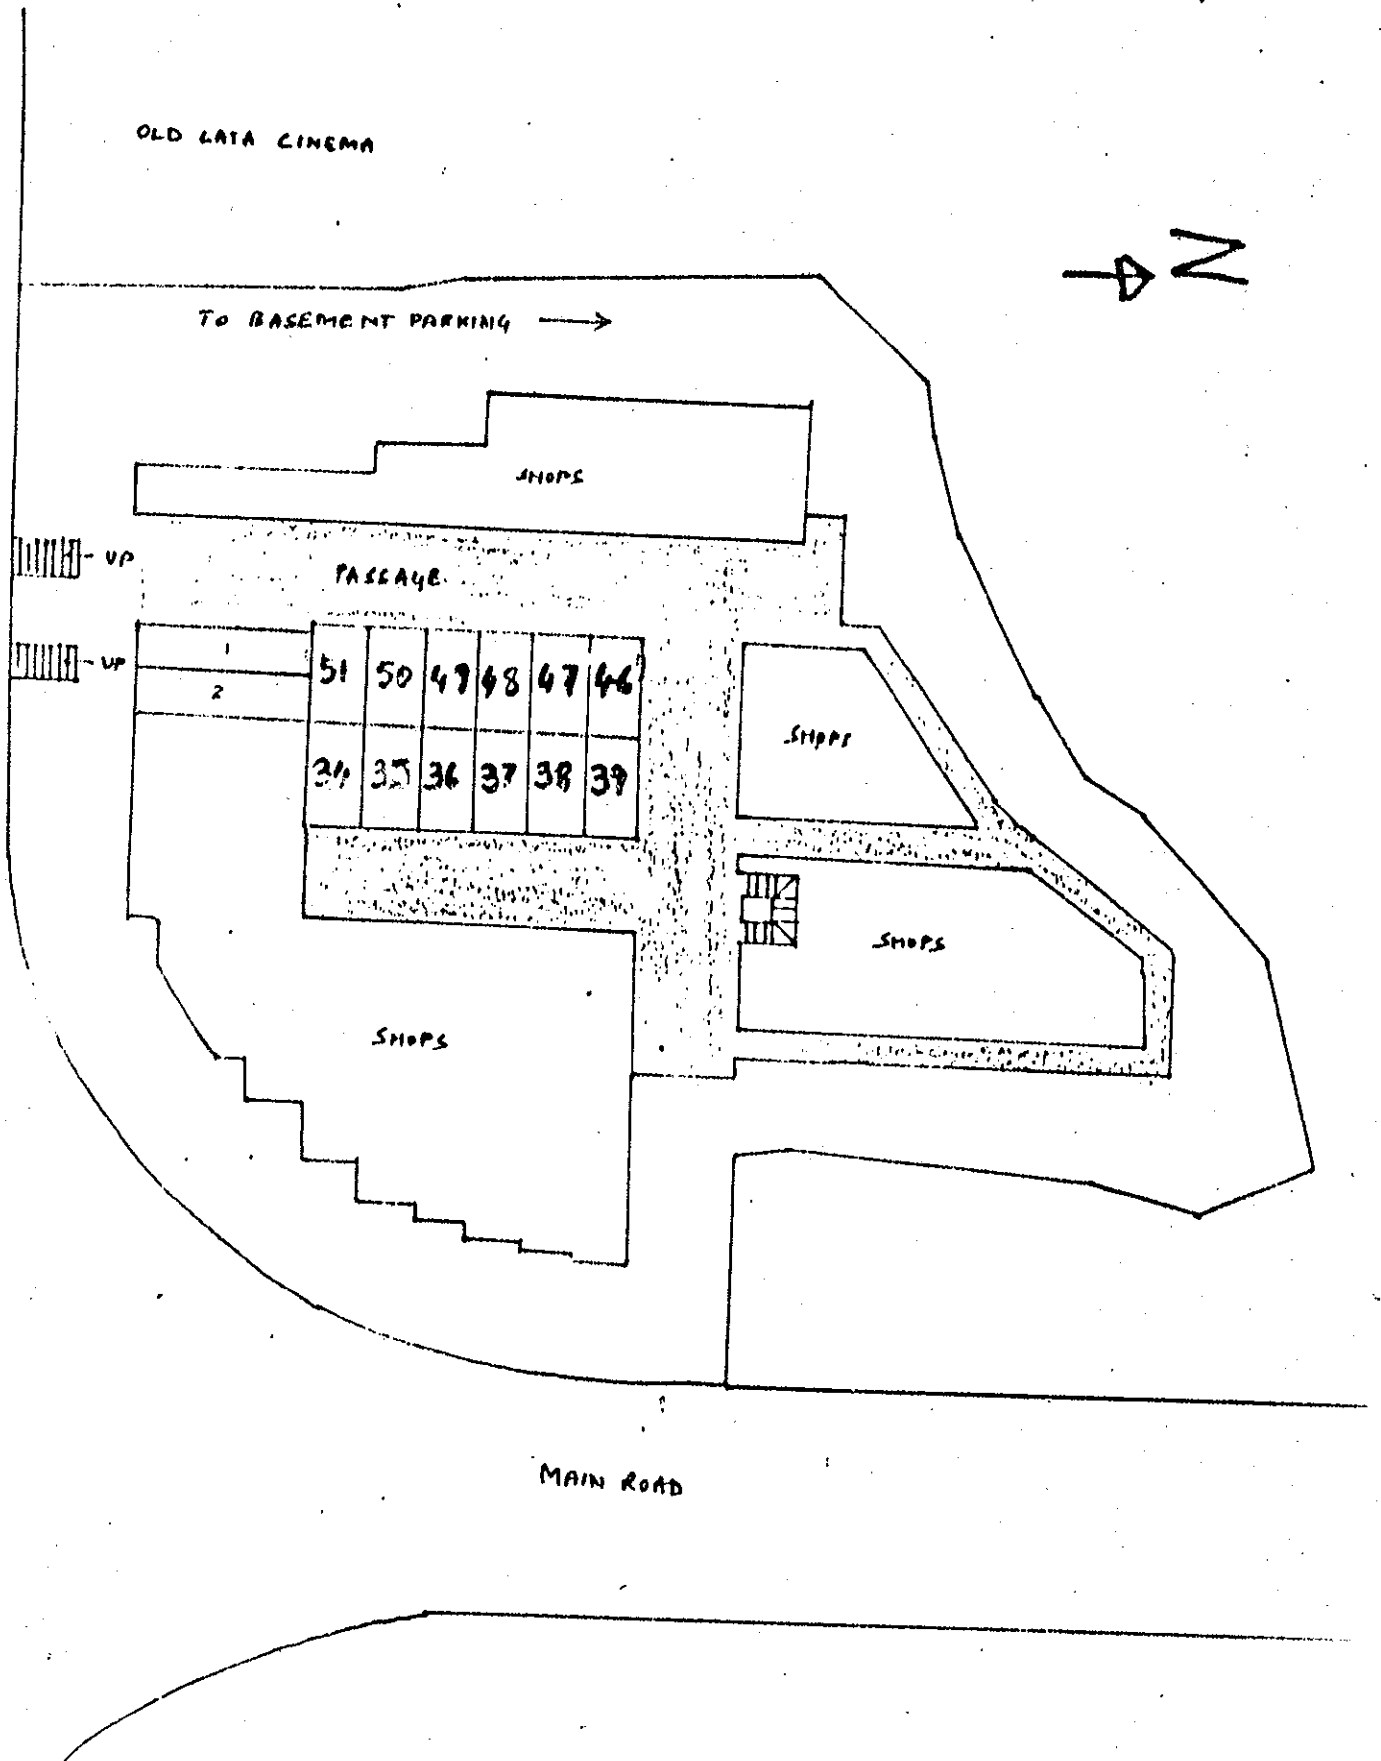 OLD LATA CINEMA
N
TO BASEMENT PARKING
SHOPS
UP
PASSAGE
UP
1
2
51 50 49 48 47 46
34 35 36 37 38 39
SHOPS
SHOPS
SHOPS
MAIN ROAD